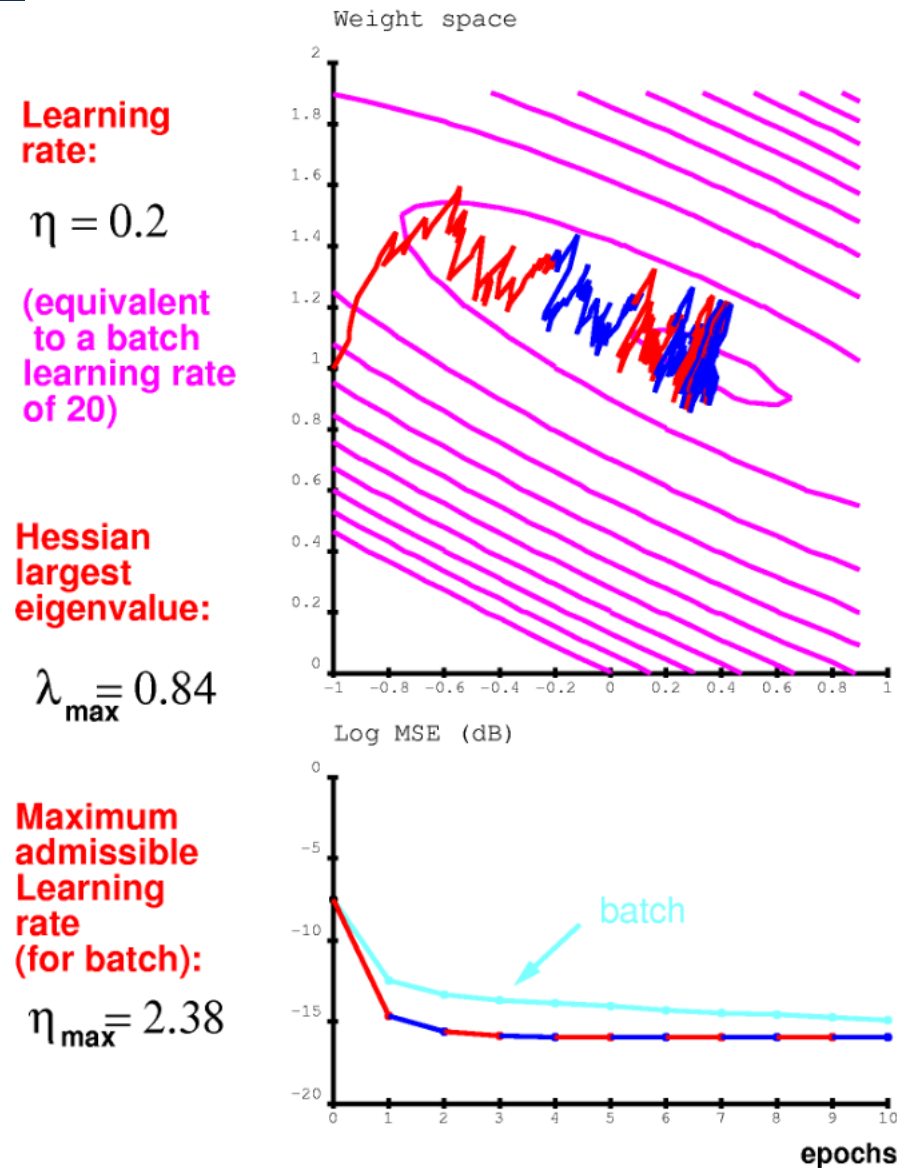 Weight space
2
1.8
1.6
1.4
1.2
1
0.8
0.6
0.4
0.2
0
-1 -0.8 -0.6 -0.4 -0.2 0 0.2 0.4 0.6 0.8 1
Learning
rate:
η = 0.2
(equivalent
to a batch
learning rate
of 20)
Hessian
largest
eigenvalue:
λmax = 0.84
Maximum
admissible
Learning
rate
(for batch):
ηmax = 2.38
Log MSE (dB)
0
-5
-10
-15
-20
0 1 2 3 4 5 6 7 8 9 10
batch
epochs